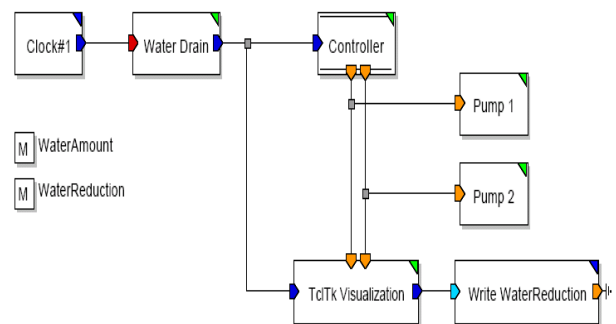 Clock#1
Water Drain
Controller
Pump 1
M WaterAmount
M WaterReduction
Pump 2
TclTk Visualization
Write WaterReduction